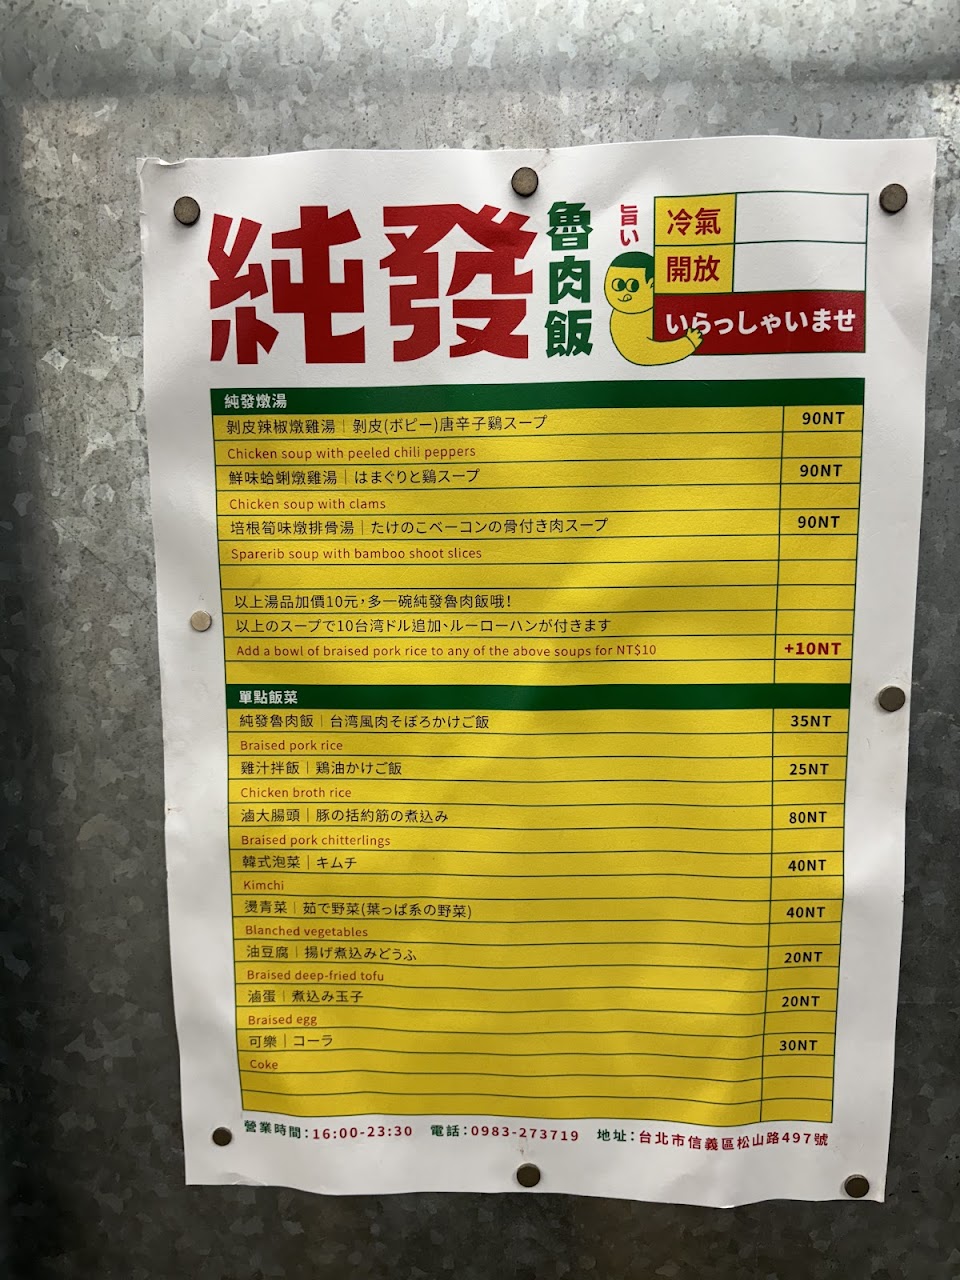 純發
魯肉飯
旨い
冷氣
開放
いらっしゃいませ
純發燉湯
剝皮辣椒燉雞湯｜剝皮(ボピー)唐辛子鷄スープ 90NT
Chicken soup with peeled chili peppers
鮮味蛤蜊燉雞湯｜はまぐりと鷄スープ 90NT
Chicken soup with clams
培根筍味燉排骨湯｜たけのこベーコンの骨付き肉スープ 90NT
Sparerib soup with bamboo shoot slices
以上湯品加價10元，多一碗純發魯肉飯哦！
以上のスープで10台湾ドル追加、ルーローハンが付きます
Add a bowl of braised pork rice to any of the above soups for NT$10 +10NT
單點飯菜
純發魯肉飯｜台湾風肉そぼろかけご飯 35NT
Braised pork rice
雞汁拌飯｜鶏油かけご飯 25NT
Chicken broth rice
滷大腸頭｜豚の括約筋の煮込み 80NT
Braised pork chitterlings
韓式泡菜｜キムチ 40NT
Kimchi
燙青菜｜茹で野菜(葉っぱ系の野菜) 40NT
Blanched vegetables
油豆腐｜揚げ煮込みどうふ 20NT
Braised deep-fried tofu
滷蛋｜煮込み玉子 20NT
Braised egg
可樂｜コーラ 30NT
Coke
營業時間：16:00-23:30 電話：0983-273719 地址：台北市信義區松山路497號